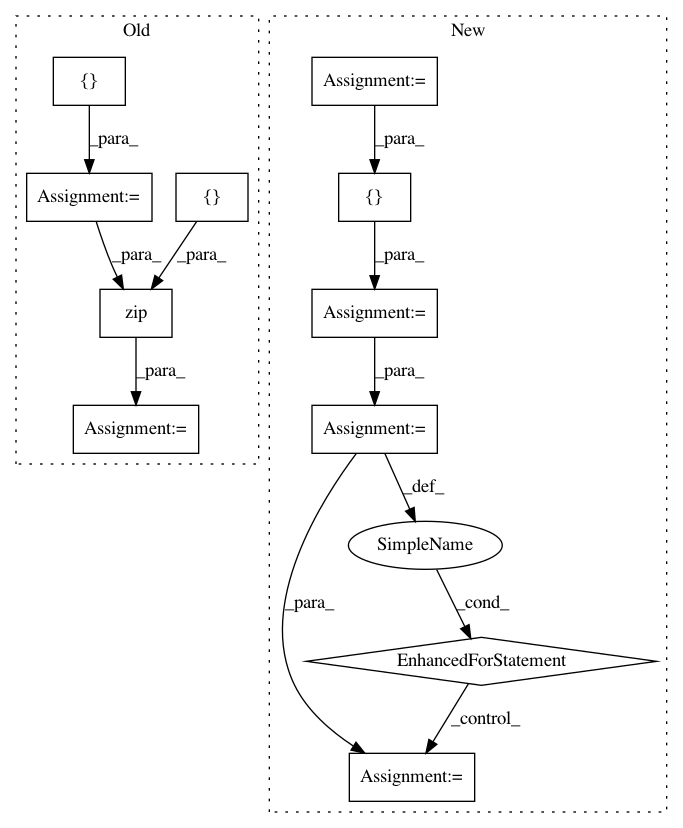 Old
New
{}
Assignment:=
_para_
_para_
Assignment:=
{}
{}
_para_
_para_
_para_
zip
Assignment:=
_para_
_para_
Assignment:=
Assignment:=
_def_
SimpleName
_para_
_cond_
EnhancedForStatement
_control_
Assignment:=